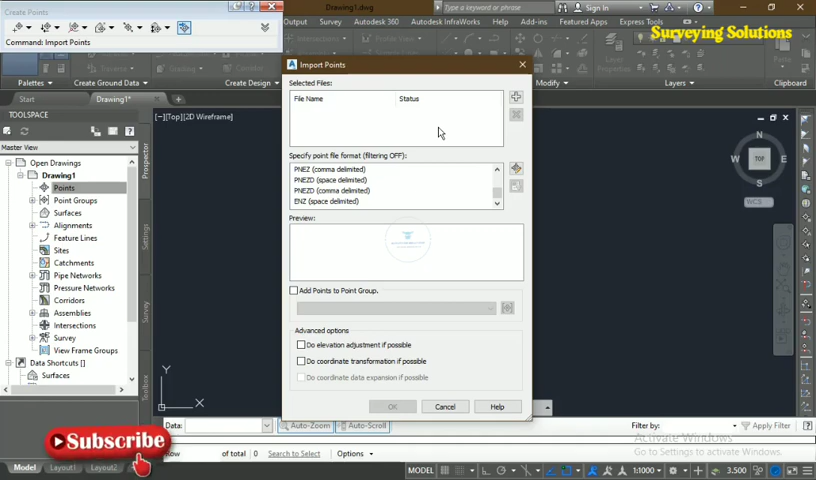 Create Points
Drawing1.dwg
Type a keyword or phrase
Sign In
Command: Import Points
Output
Survey
Autodesk 360
Autodesk InfraWorks
Help
Add-ins
Featured Apps
Express Tools
Surveying Solutions
Traverse
Grading
Profile View
Layers
Clipboard
Palettes
Create Ground Data
Create Design
Start
Drawing1*
TOOLSPACE
Master View
Open Drawings
Drawing1
Points
Point Groups
Surfaces
Alignments
Feature Lines
Sites
Catchments
Pipe Networks
Pressure Networks
Corridors
Assemblies
Intersections
Survey
View Frame Groups
Data Shortcuts []
Surfaces
Prospector
Settings
Survey
Toolbox
[−][Top][2D Wireframe]
Import Points
Selected Files:
File Name
Status
Specify point file format (filtering OFF):
PNEZ (comma delimited)
PNEZD (space delimited)
PNEZD (comma delimited)
ENZ (space delimited)
Preview:
Add Points to Point Group.
Advanced options
Do elevation adjustment if possible
Do coordinate transformation if possible
Do coordinate data expansion if possible
OK
Cancel
Help
N
W
TOP
E
S
WCS
Y
X
Data:
Auto-Zoom
Auto-Scroll
Filter by:
Apply Filter
Activate Windows
Go to Settings to activate Windows.
Subscribe
Row
of total
0
Search to Select
Options
Model
Layout1
Layout2
MODEL
1:1000
3.500